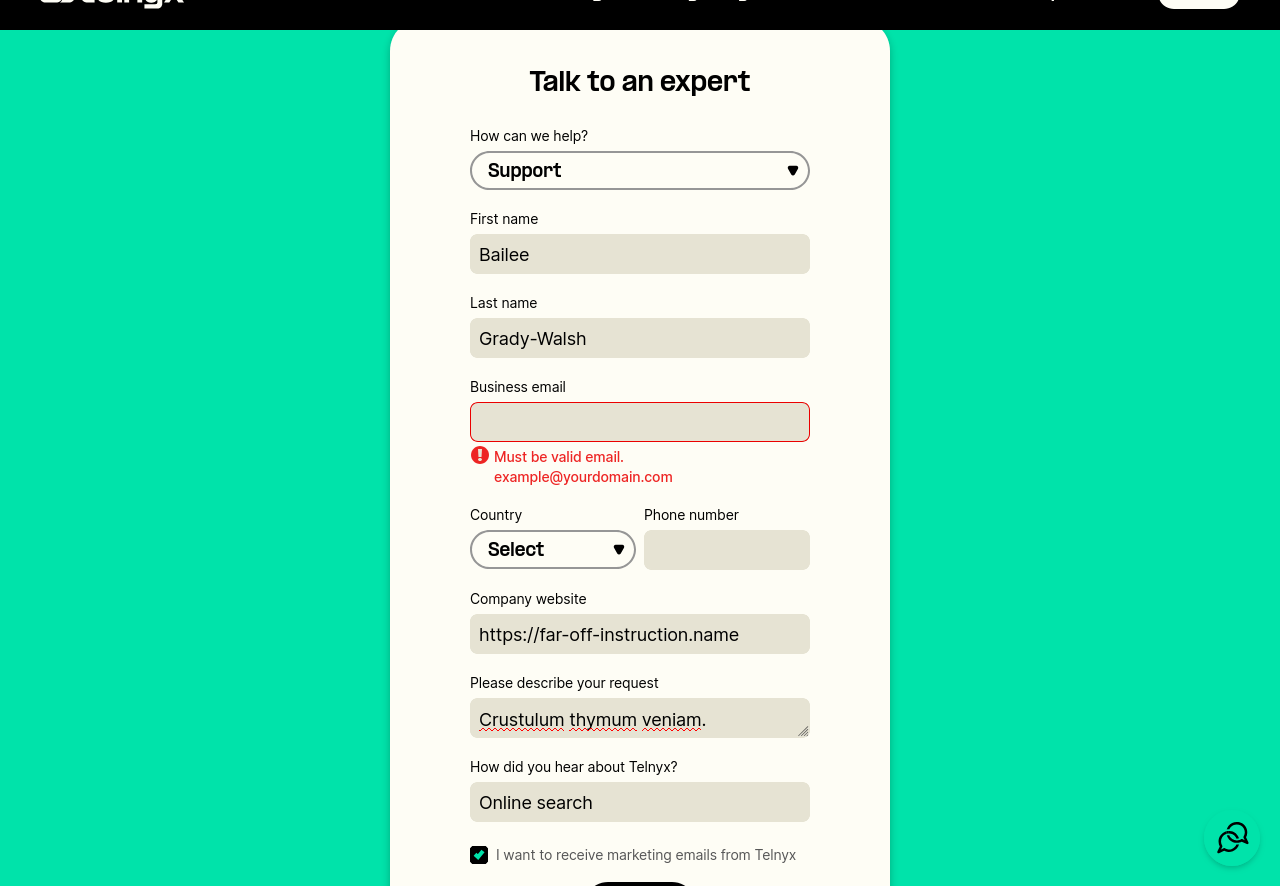 Talk to an expert
How can we help?
Support
First name
Bailee
Last name
Grady-Walsh
Business email
Must be valid email.
example@yourdomain.com
Country
Phone number
Select
Company website
https://far-off-instruction.name
Please describe your request
Crustulum thymum veniam.
How did you hear about Telnyx?
Online search
I want to receive marketing emails from Telnyx